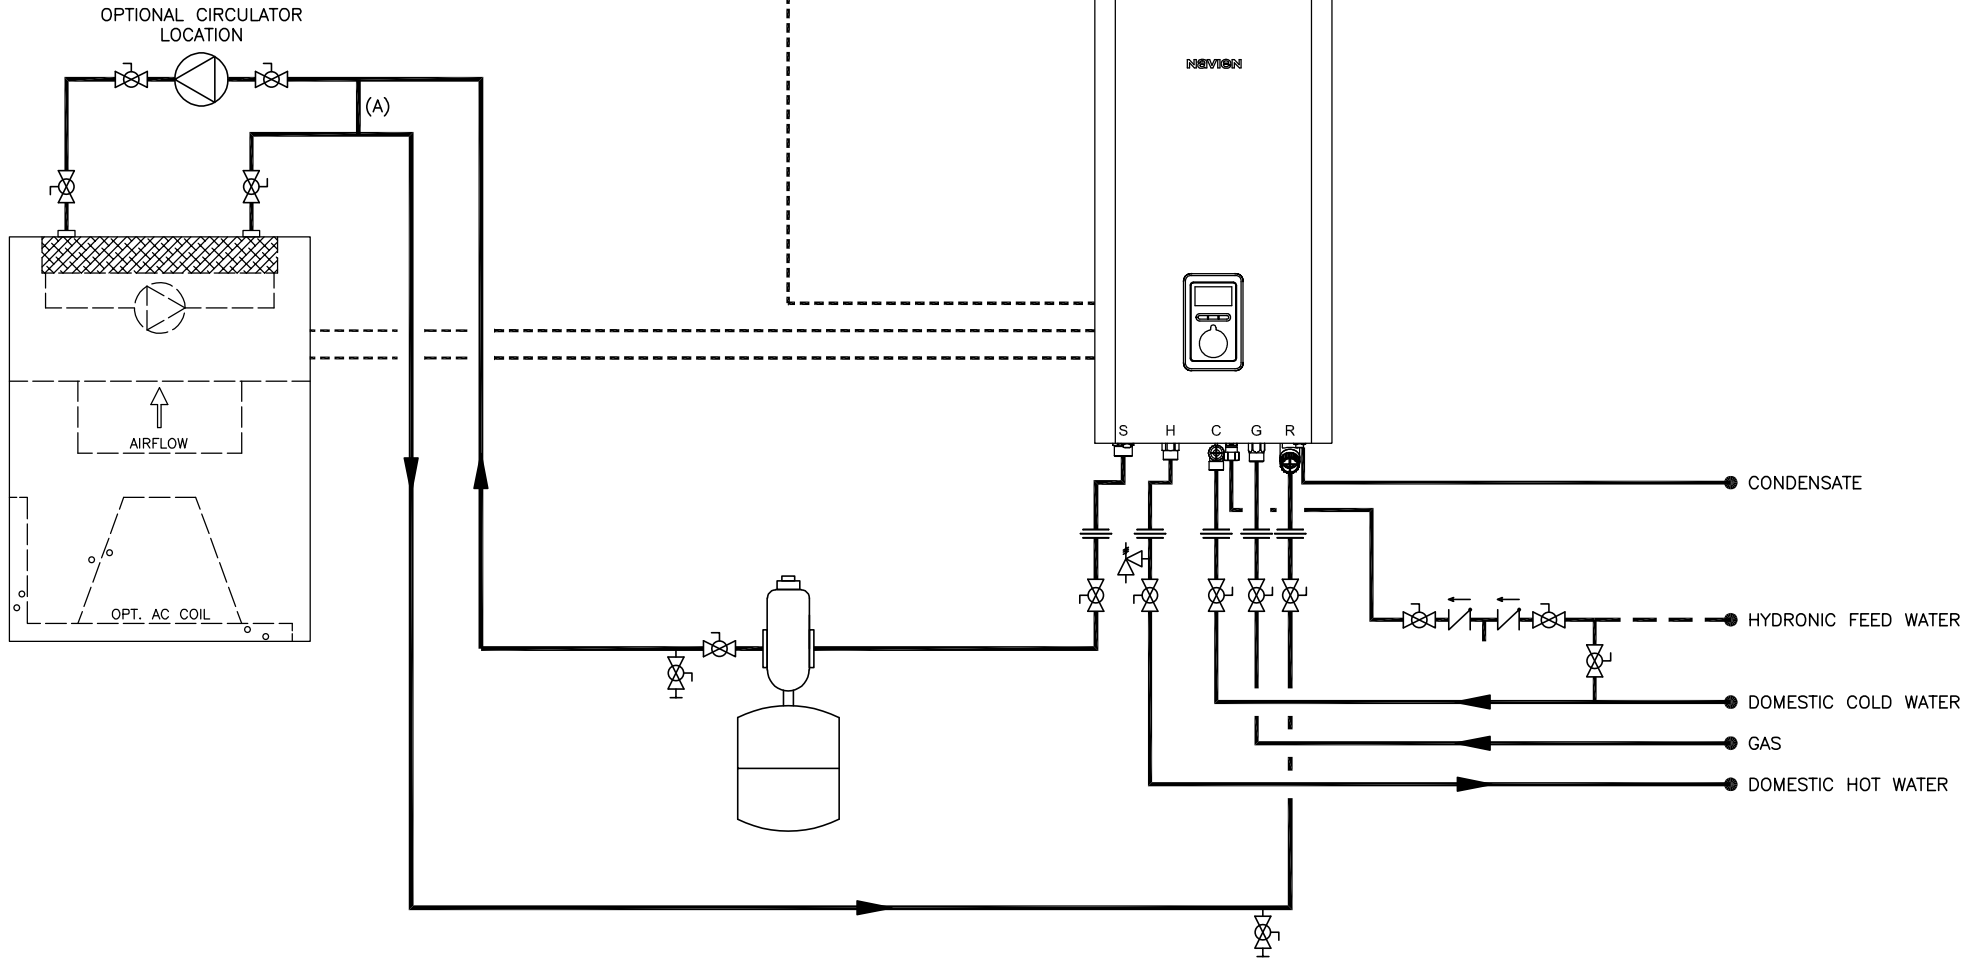 OPTIONAL CIRCULATOR
LOCATION
NAVIEN
(A)
AIRFLOW
S H C G R
CONDENSATE
OPT. AC COIL
HYDRONIC FEED WATER
DOMESTIC COLD WATER
GAS
DOMESTIC HOT WATER